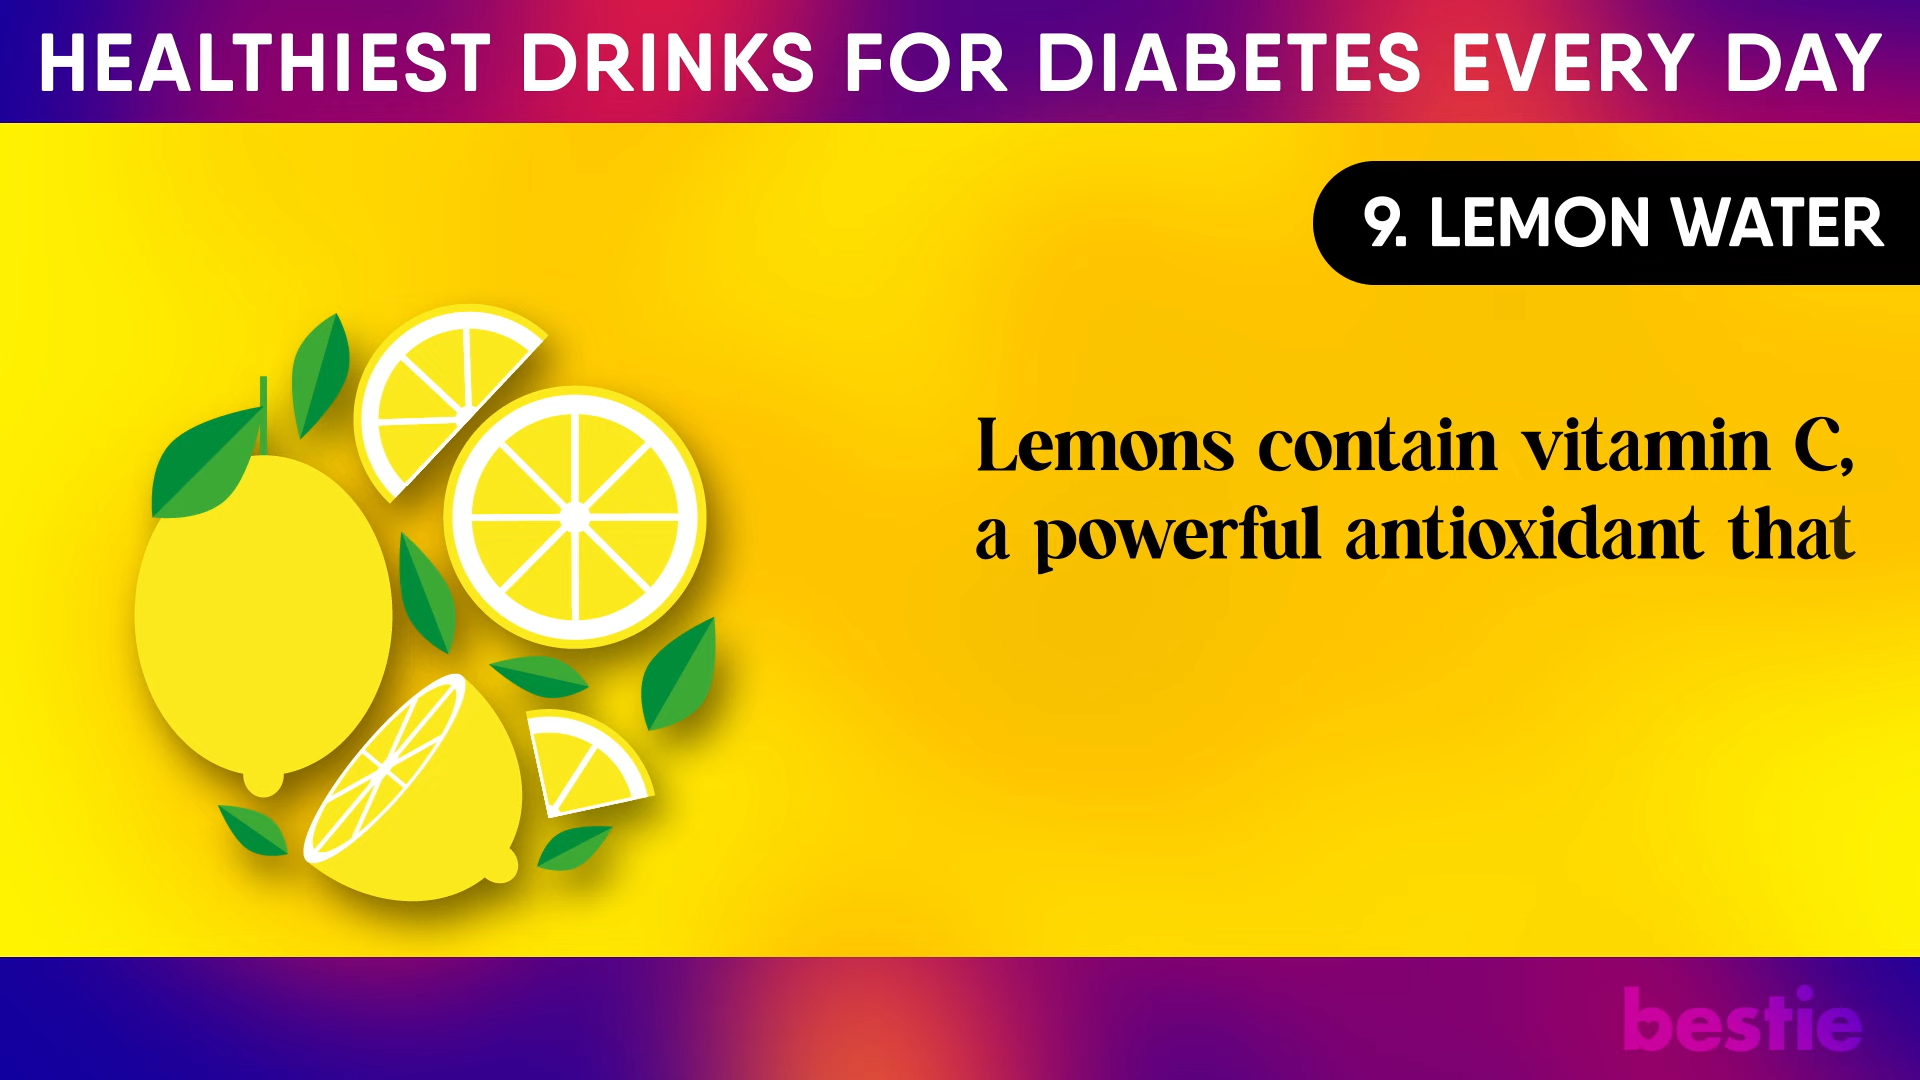 HEALTHIEST DRINKS FOR DIABETES EVERY DAY
9. LEMON WATER
Lemons contain vitamin C,
a powerful antioxidant that
bestie